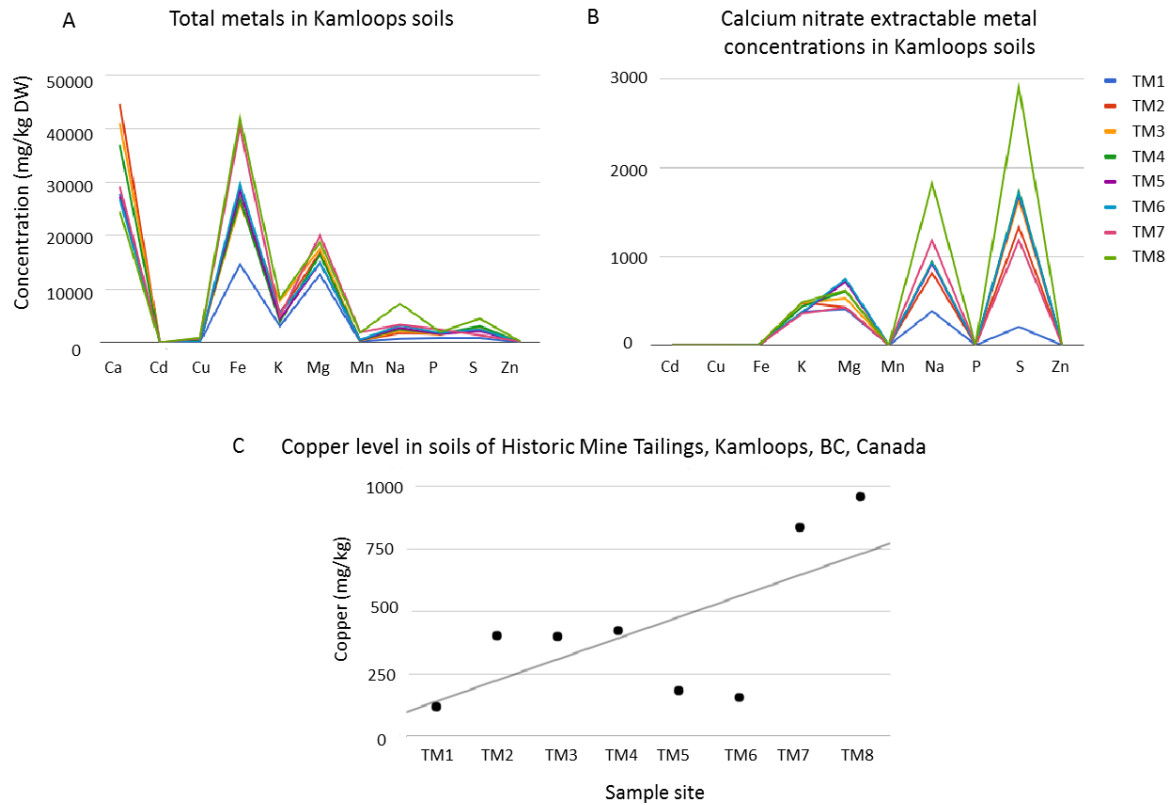 A Total metals in Kamloops soils
Concentration (mg/kg DW)
50000
40000
30000
20000
10000
0
Ca Cd Cu Fe K Mg Mn Na P S Zn
B Calcium nitrate extractable metal
concentrations in Kamloops soils
3000
2000
1000
0
Cd Cu Fe K Mg Mn Na P S Zn
TM1
TM2
TM3
TM4
TM5
TM6
TM7
TM8
C Copper level in soils of Historic Mine Tailings, Kamloops, BC, Canada
Copper (mg/kg)
1000
750
500
250
0
TM1 TM2 TM3 TM4 TM5 TM6 TM7 TM8
Sample site